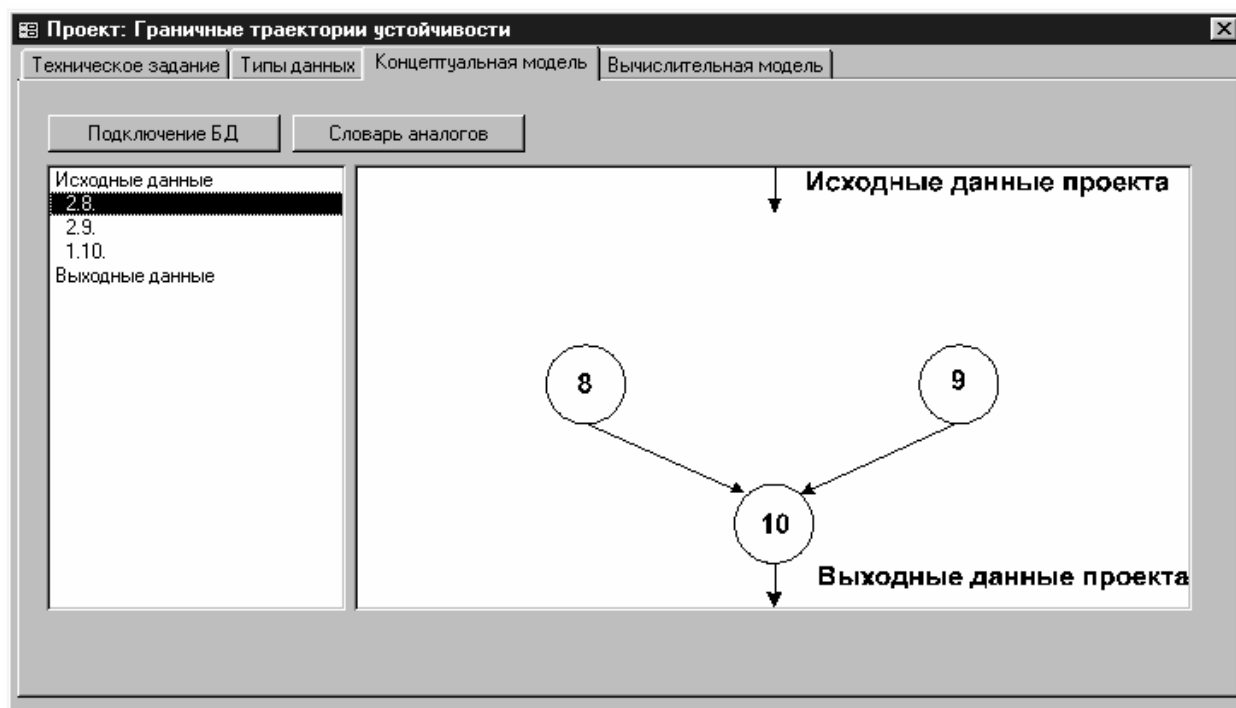 Проект: Граничные траектории устойчивости
Техническое задание Типы данных Концептуальная модель Вычислительная модель
Подключение БД Словарь аналогов
Исходные данные
2.8.
2.9.
1.10.
Выходные данные
Исходные данные проекта
8 9
10
Выходные данные проекта